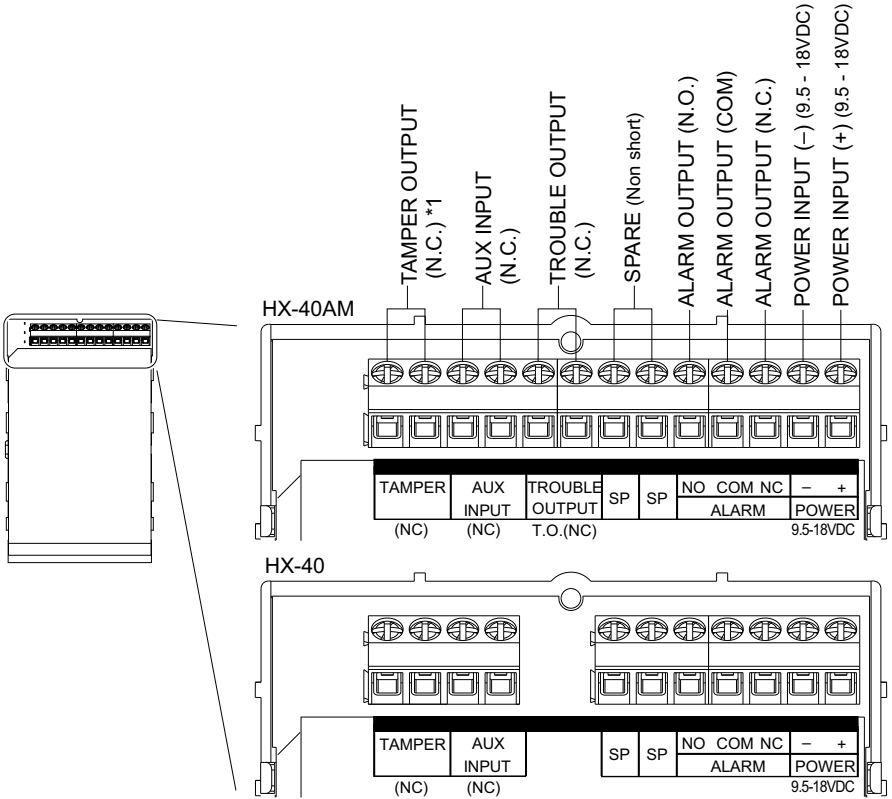 TAMPER OUTPUT
(N.C.) *1
AUX INPUT
(N.C.)
TROUBLE OUTPUT
(N.C.)
SPARE (Non short)
ALARM OUTPUT (N.O.)
ALARM OUTPUT (COM)
ALARM OUTPUT (N.C.)
POWER INPUT (–) (9.5 - 18VDC)
POWER INPUT (+) (9.5 - 18VDC)
HX-40AM
TAMPER AUX TROUBLE SP SP NO COM NC – +
INPUT OUTPUT ALARM POWER
(NC) (NC) T.O.(NC) 9.5-18VDC
HX-40
TAMPER AUX SP SP NO COM NC – +
INPUT ALARM POWER
(NC) (NC) 9.5-18VDC